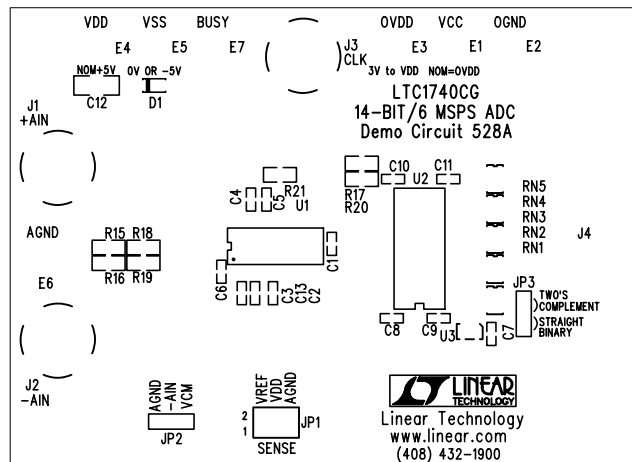 VDD VSS BUSY OVDD VCC OGND
E4 E5 E7 J3 CLK E3 E1 E2
NOM+5V 0V OR -5V 3V to VDD NOM=OVDD
C12 D1 LTC1740CG
14-BIT/6 MSPS ADC
Demo Circuit 528A
J1
+AIN
C10 C11
R21 R17 U2
C4 C5 U1 R20
RN5
RN4
RN3
RN2
RN1
J4
AGND R15 R18
C1
R16 R19
E6 C6 C3 C13 C2
JP3
TWO'S
COMPLEMENT
STRAIGHT
BINARY
C8 C9 U3 C7
J2
-AIN
AGND
-AIN
VCM
JP2
VREF
VDD
AGND
2
1
JP1
SENSE
LT LINEAR
TECHNOLOGY
Linear Technology
www.linear.com
(408) 432-1900